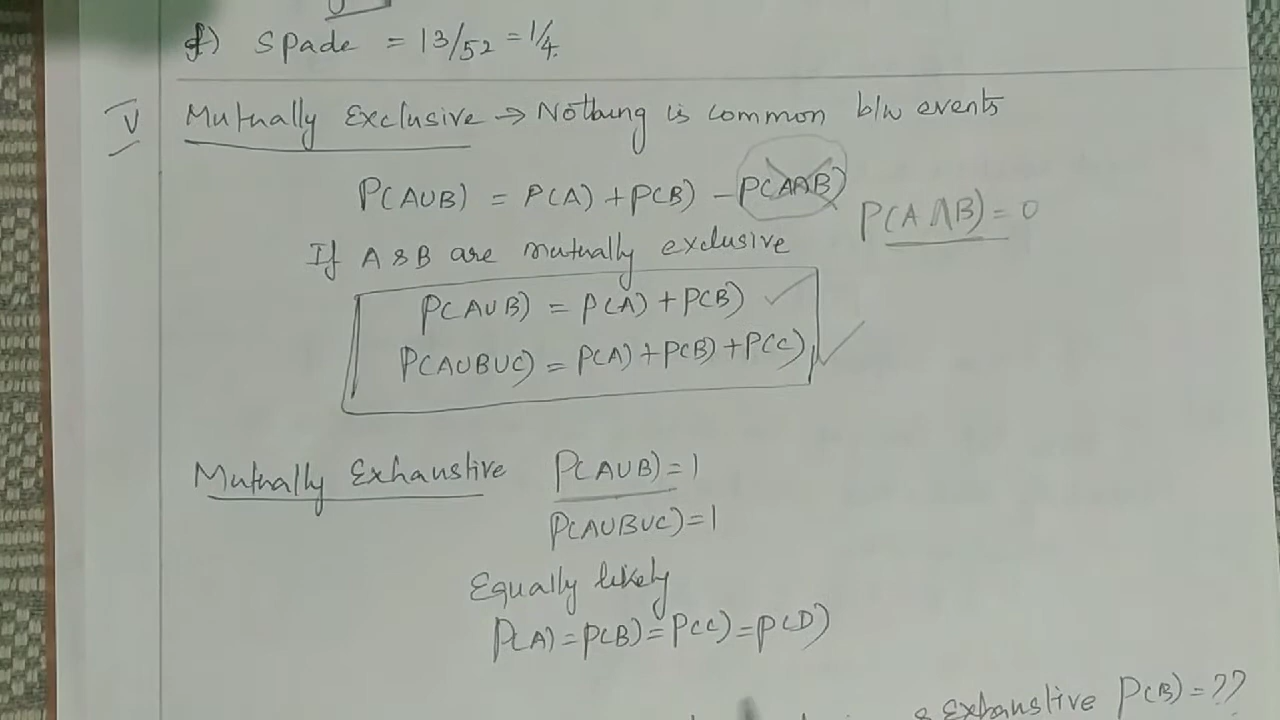 f) Spade = 13/52 = 1/4.
V Mutually Exclusive → Nothing is common b/w events
P(A∪B) = P(A) + P(B) - P(A∩B)
P(A∩B) = 0
If A & B are mutually exclusive
P(A∪B) = P(A) + P(B) ✓
P(A∪B∪C) = P(A) + P(B) + P(C) ✓
Mutually Exhaustive P(A∪B) = 1
P(A∪B∪C) = 1
Equally likely
P(A) = P(B) = P(C) = P(D)
& Exhaustive P(B) = ??